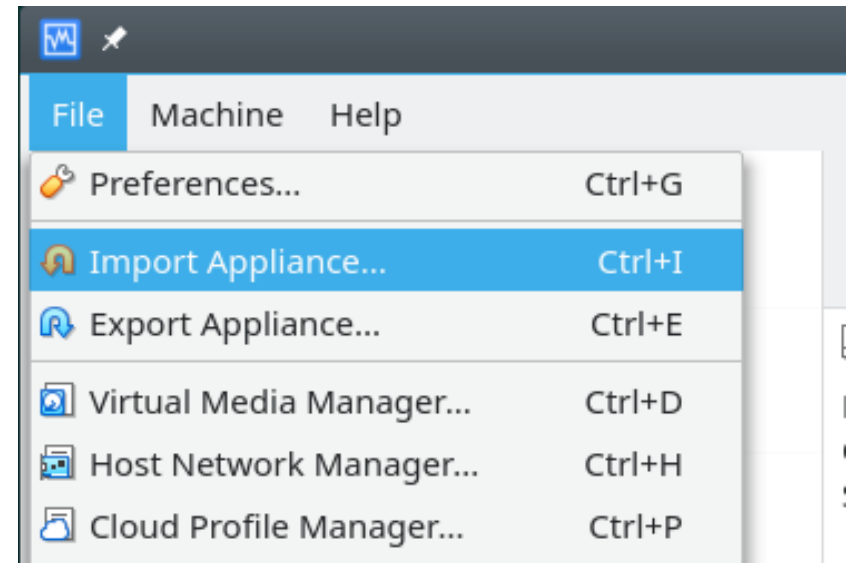 File Machine Help
Preferences... Ctrl+G
Import Appliance... Ctrl+I
Export Appliance... Ctrl+E
Virtual Media Manager... Ctrl+D
Host Network Manager... Ctrl+H
Cloud Profile Manager... Ctrl+P